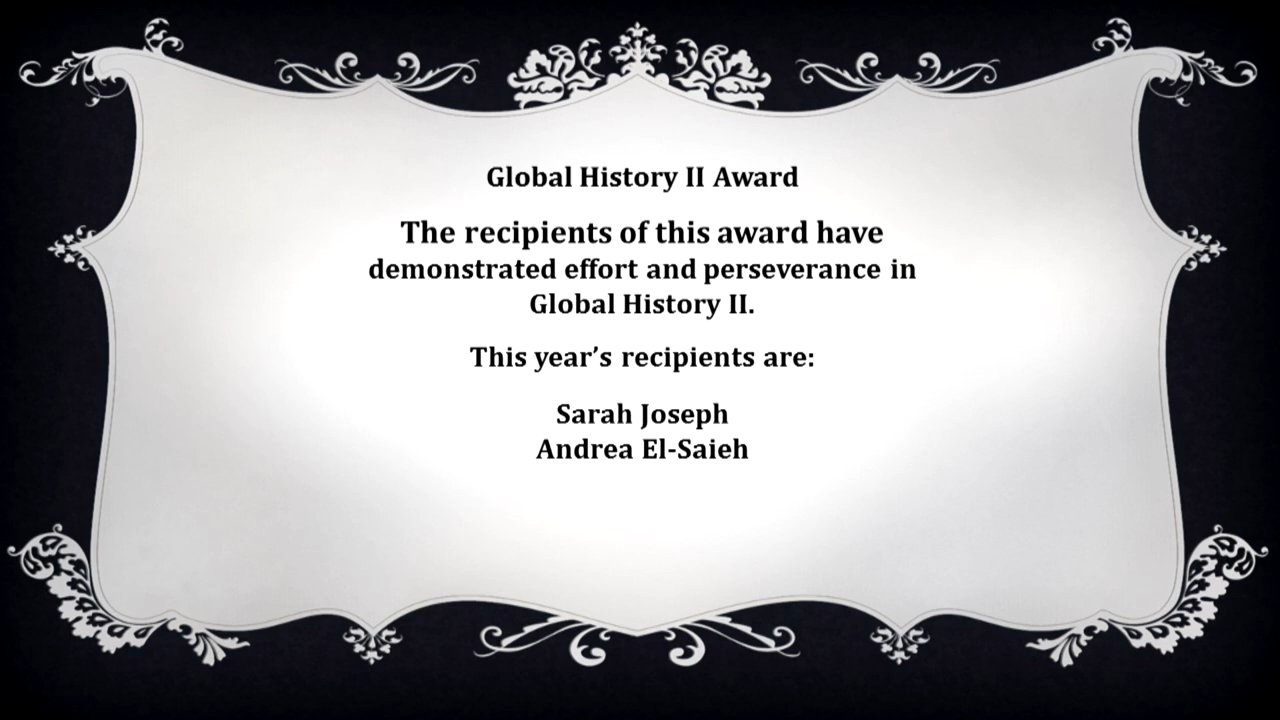 Global History II Award
The recipients of this award have
demonstrated effort and perseverance in
Global History II.
This year’s recipients are:
Sarah Joseph
Andrea El-Saieh